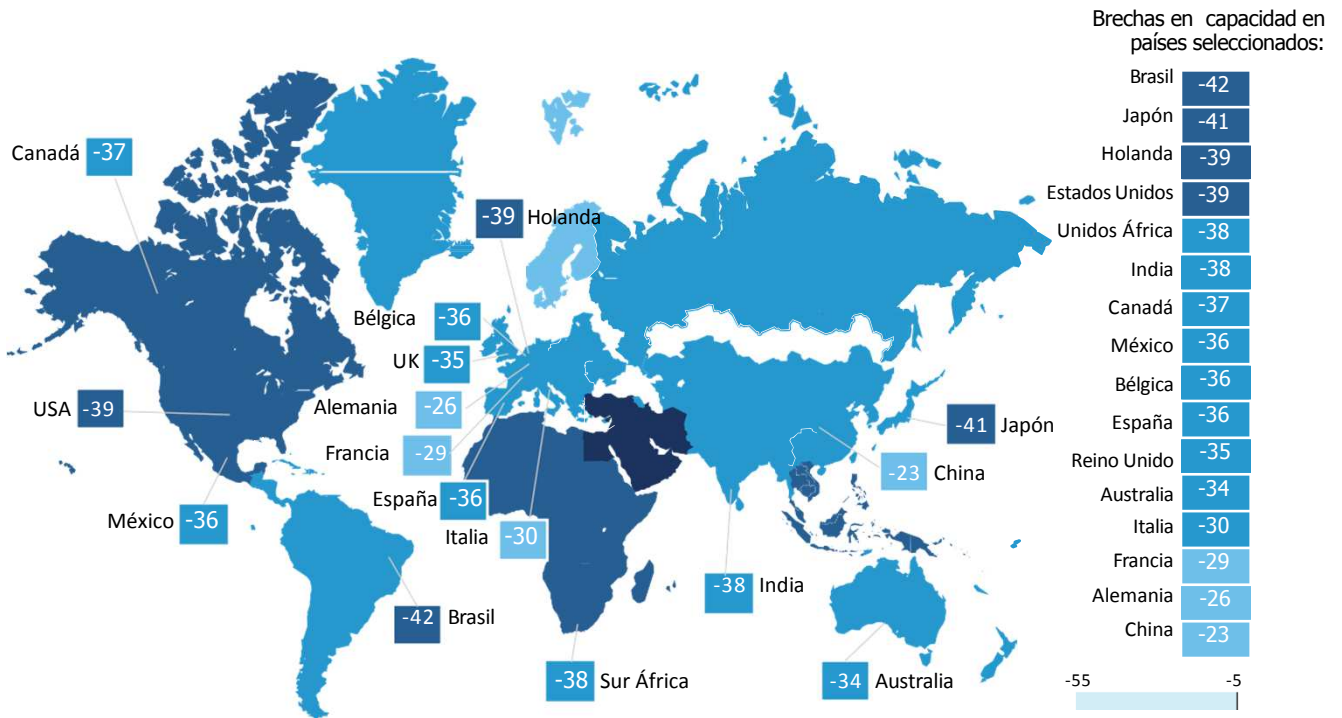 Brechas en capacidad en
países seleccionados:
Brasil -42
Japón -41
Holanda -39
Estados Unidos -39
Unidos África -38
India -38
Canadá -37
México -36
Bélgica -36
España -36
Reino Unido -35
Australia -34
Italia -30
Francia -29
Alemania -26
China -23
-55 -5
Canadá -37
-39 Holanda
Bélgica -36
UK -35
USA -39
Alemania -26
-41 Japón
Francia -29
-23 China
España -36
México -36
Italia -30
-38 India
-42 Brasil
-38 Sur África
-34 Australia